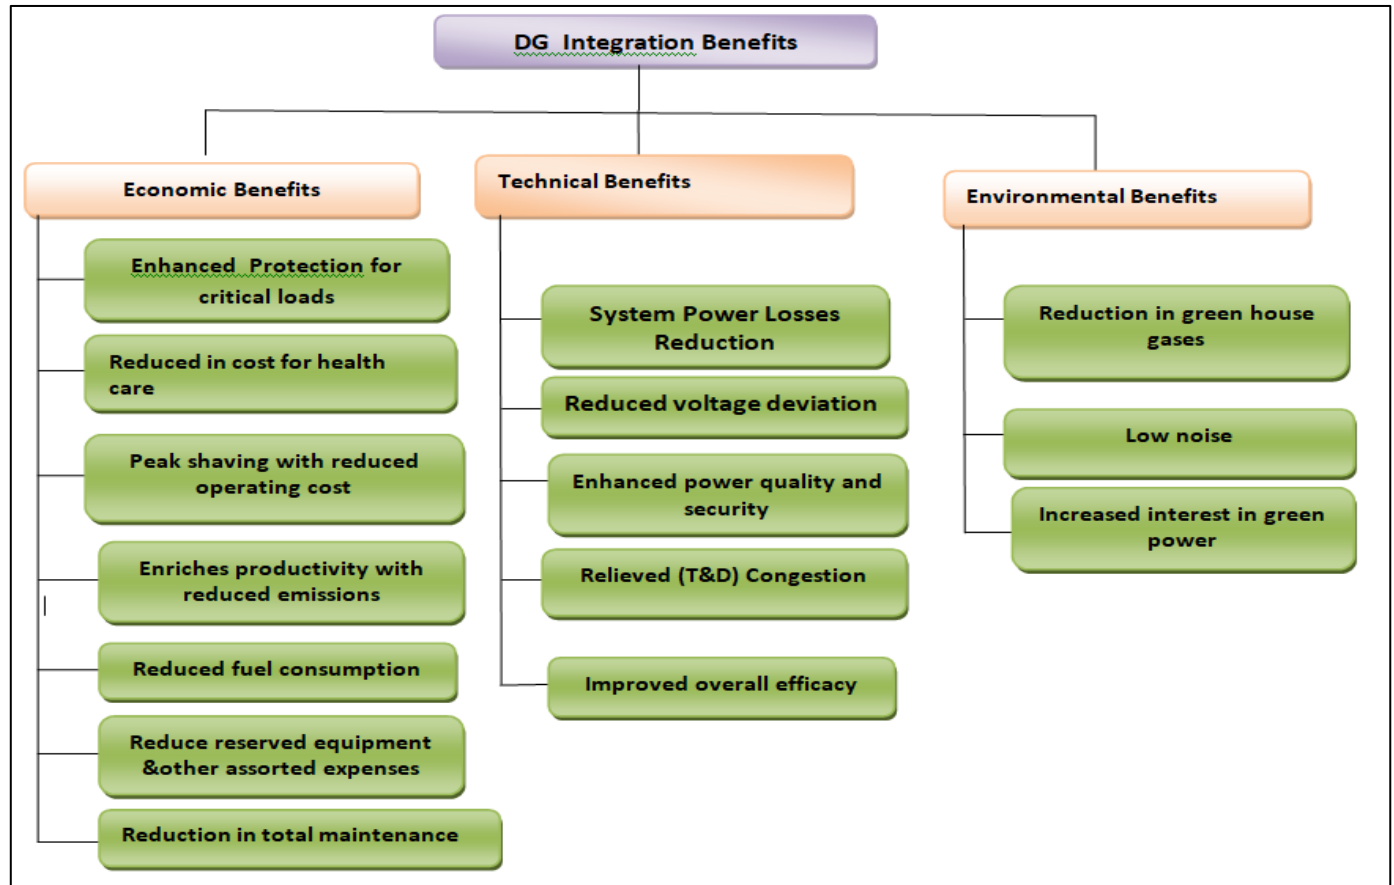 DG Integration Benefits
Economic Benefits
Enhanced Protection for
critical loads
Reduced in cost for health
care
Peak shaving with reduced
operating cost
Enriches productivity with
reduced emissions
Reduced fuel consumption
Reduce reserved equipment
&other assorted expenses
Reduction in total maintenance
Technical Benefits
System Power Losses
Reduction
Reduced voltage deviation
Enhanced power quality and
security
Relieved (T&D) Congestion
Improved overall efficacy
Environmental Benefits
Reduction in green house
gases
Low noise
Increased interest in green
power